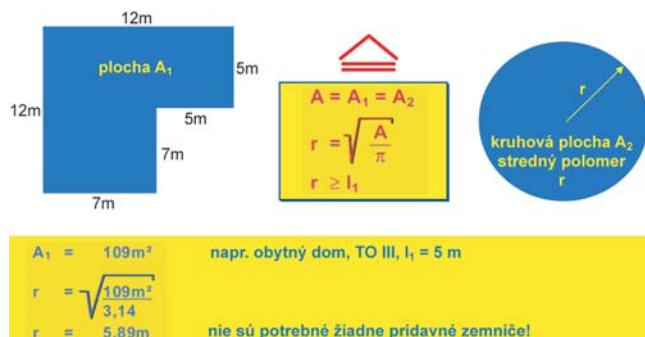 12m
plocha A₁
5m
12m
5m
7m
7m
A = A₁ = A₂
r = √A/π
r ≥ l₁
r
kruhová plocha A₂
stredný polomer
r
A₁ = 109m² napr. obytný dom, TO III, l₁ = 5 m
r = √109m²/3,14
r = 5,89m nie sú potrebné žiadne prídavné zemniče!